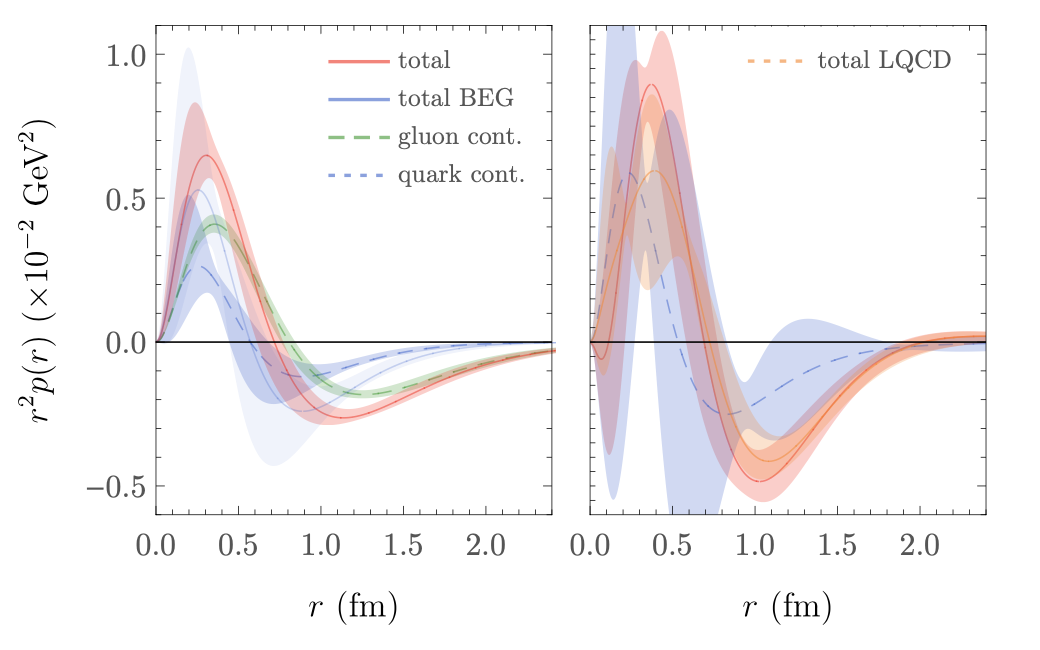 r²p(r) (×10⁻² GeV²)
1.0
0.5
0.0
−0.5
total
total BEG
gluon cont.
quark cont.
total LQCD
0.0 0.5 1.0 1.5 2.0
0.0 0.5 1.0 1.5 2.0
r (fm)
r (fm)